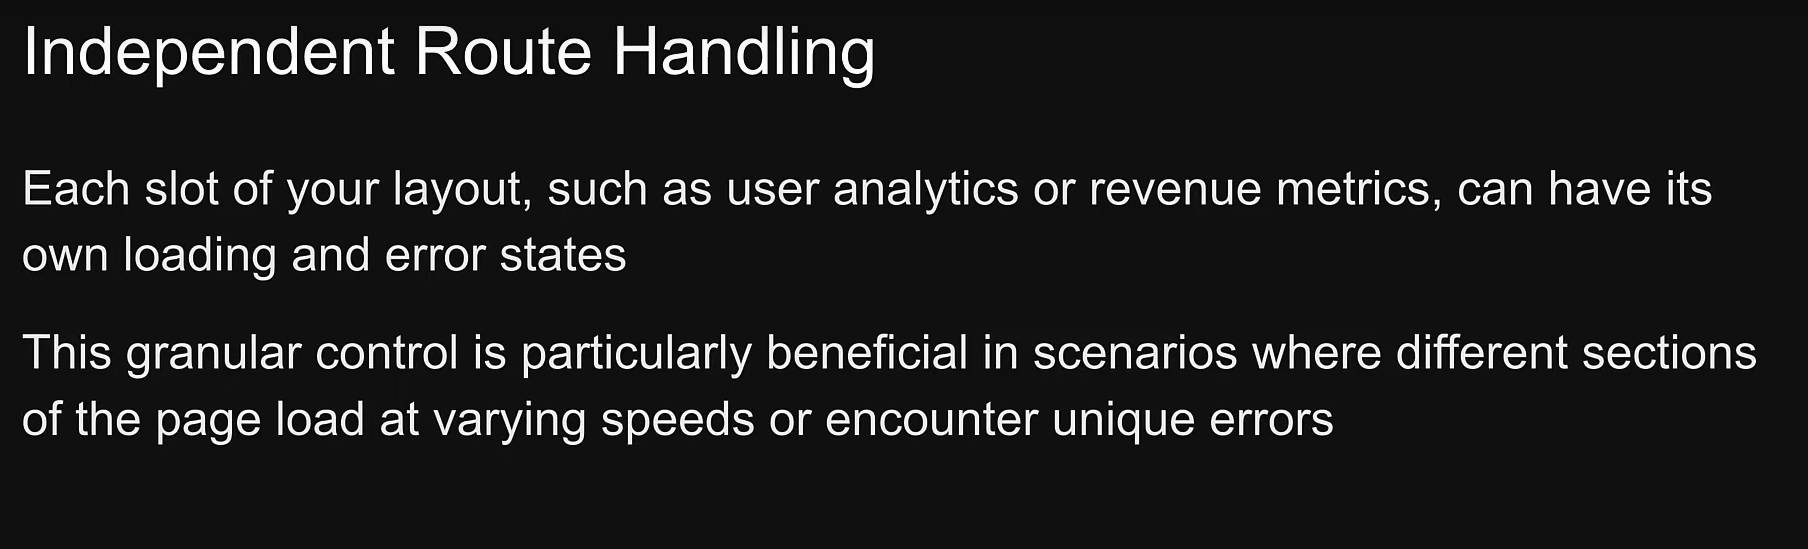 Independent Route Handling
Each slot of your layout, such as user analytics or revenue metrics, can have its
own loading and error states
This granular control is particularly beneficial in scenarios where different sections
of the page load at varying speeds or encounter unique errors